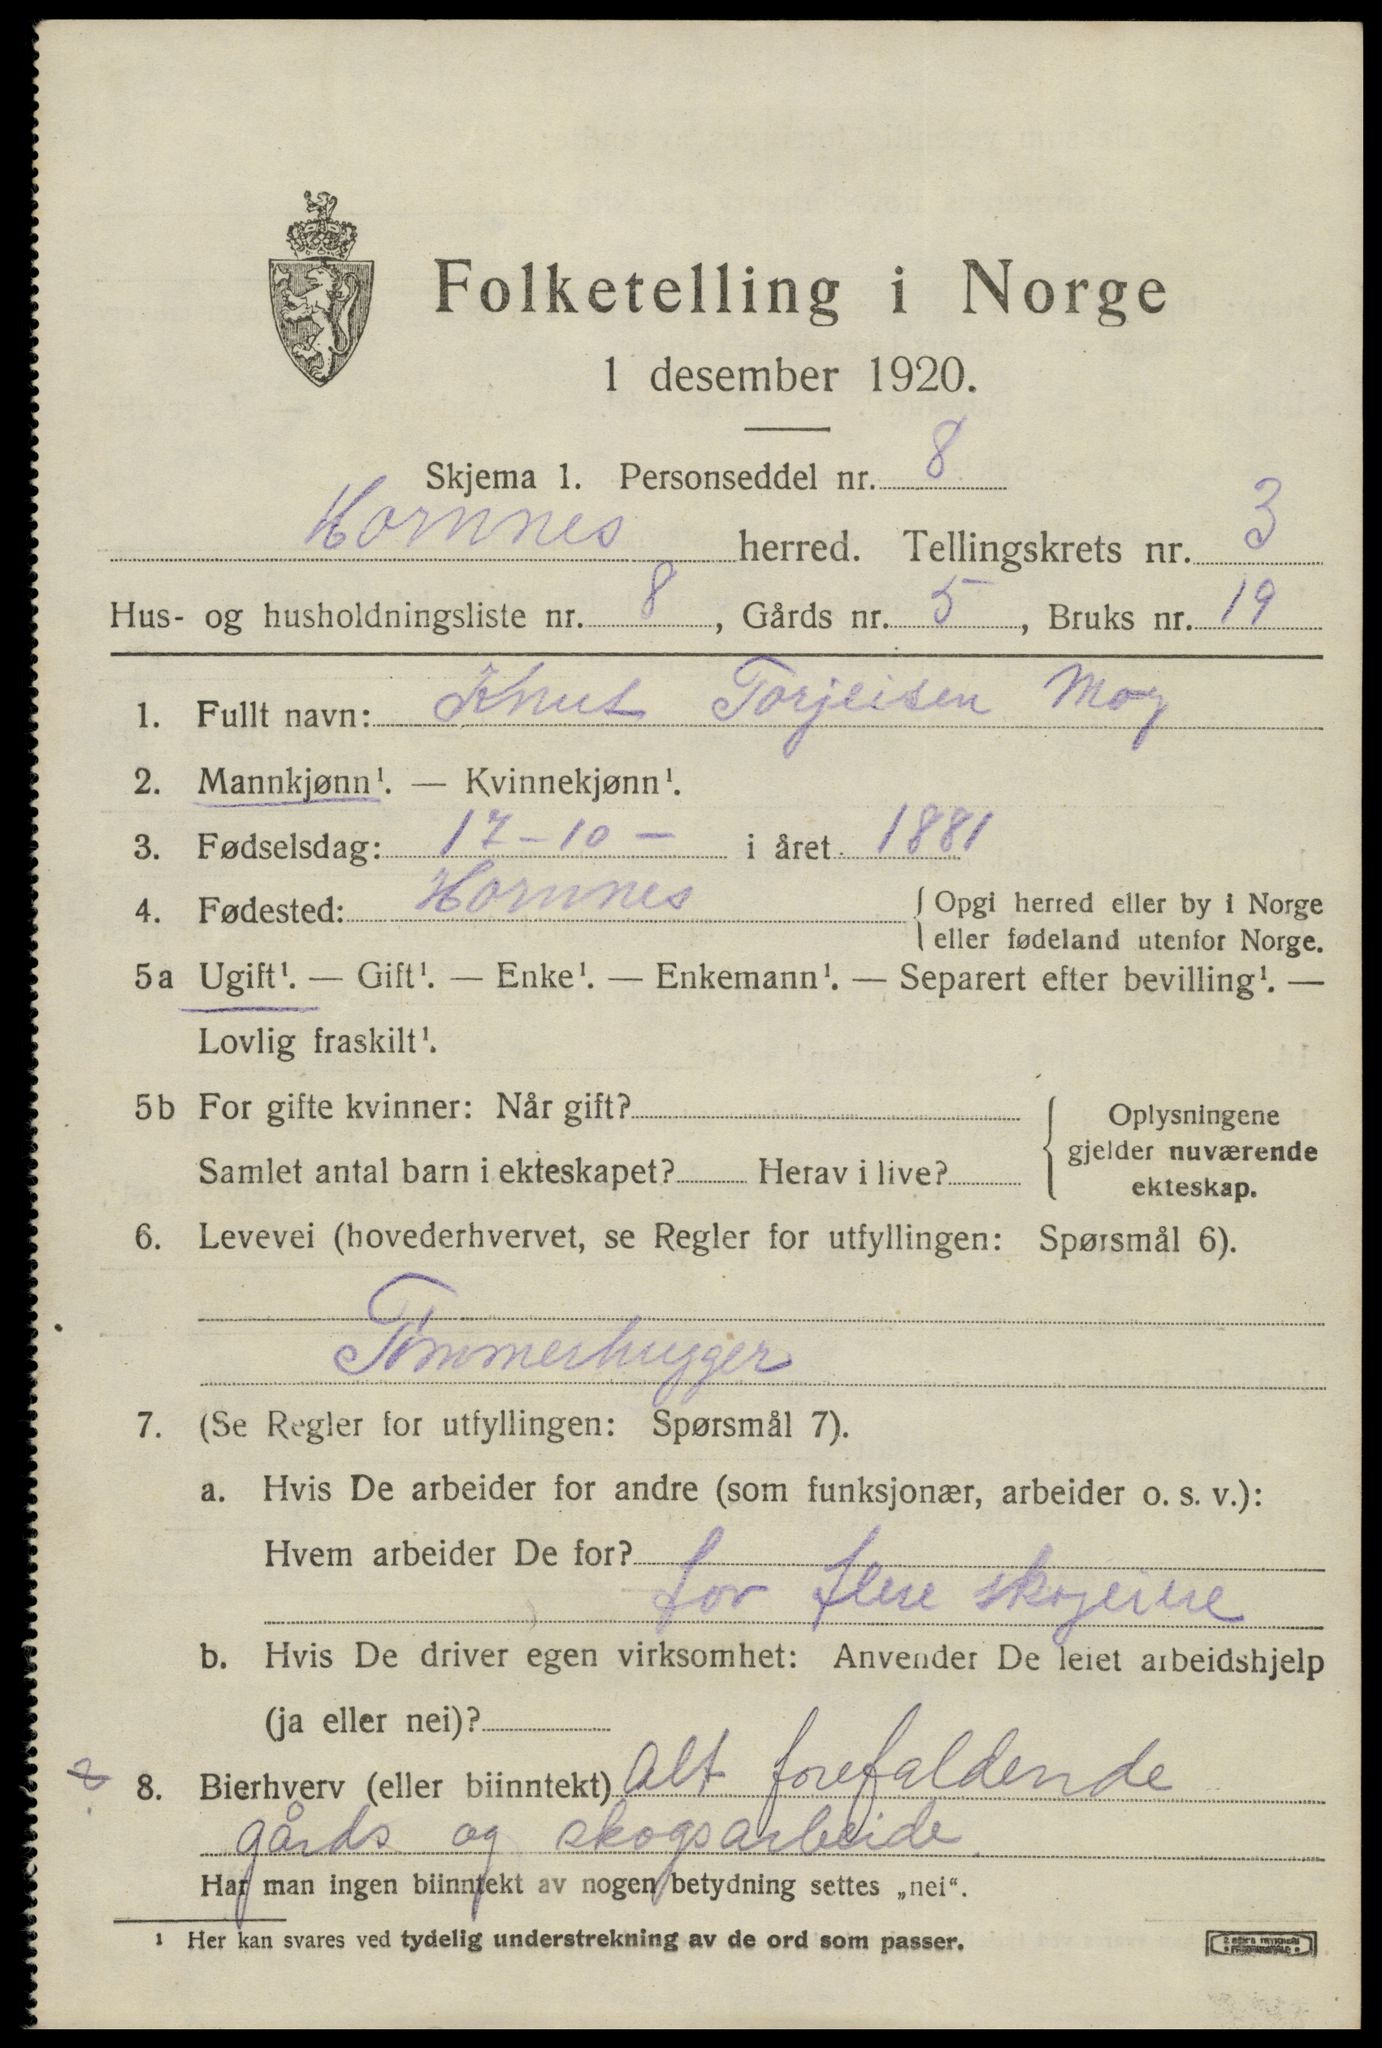 Folketelling i Norge
1 desember 1920.
Skjema 1. Personseddel nr. 8
Hornnes herred. Tellingskrets nr. 3
Hus- og husholdningsliste nr. 8, Gårds nr. 5, Bruks nr. 19
1. Fullt navn: Knut Torjeisen Moy
2. Mannkjønn¹. — Kvinnekjønn¹.
3. Fødselsdag: 17-10- i året 1881
4. Fødested: Hornnes { Opgi herred eller by i Norge
eller fødeland utenfor Norge.
5a Ugift¹. — Gift¹. — Enke¹. — Enkemann¹. — Separert efter bevilling¹. —
Lovlig fraskilt¹.
5b For gifte kvinner: Når gift?
Samlet antal barn i ekteskapet? Herav i live?
{ Oplysningene
gjelder nuværende
ekteskap.
6. Levevei (hovederhvervet, se Regler for utfyllingen: Spørsmål 6).
Tømmerhugger
7. (Se Regler for utfyllingen: Spørsmål 7).
a. Hvis De arbeider for andre (som funksjonær, arbeider o. s. v.):
Hvem arbeider De for?
for flere skogeiere
b. Hvis De driver egen virksomhet: Anvender De leiet arbeidshjelp
(ja eller nei)?
8. Bierhverv (eller biinntekt) Alt forefaldende
gårds og skogsarbeide.
Har man ingen biinntekt av nogen betydning settes „nei“.
¹ Her kan svares ved tydelig understrekning av de ord som passer.